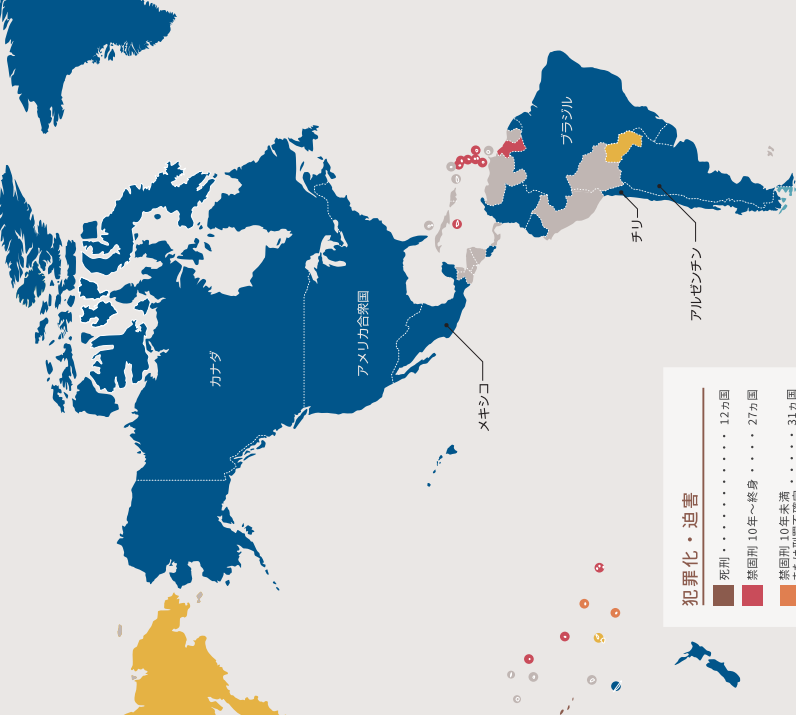 カナダ
アメリカ合衆国
メキシコ
ブラジル
チリ
アルゼンチン
犯罪化・迫害
死刑・・・・・・・・・・・12ヵ国
禁固刑 10年〜終身・・・・27ヵ国
禁固刑 10年未満・・・・・31ヵ国